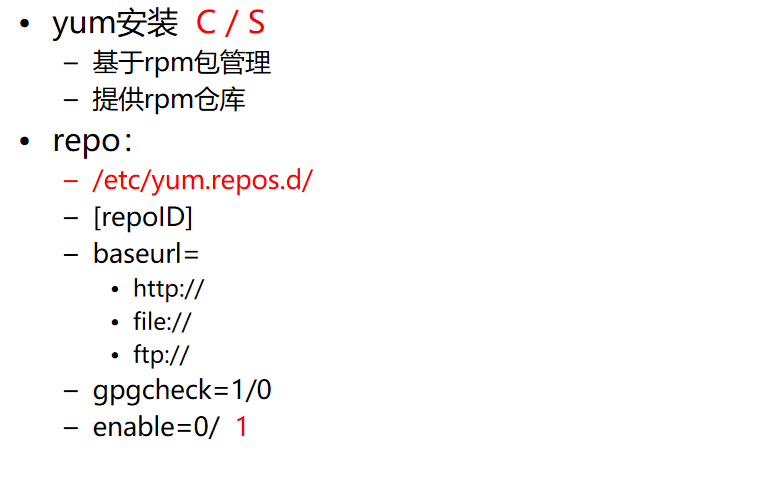 • yum安装 C / S
– 基于rpm包管理
– 提供rpm仓库
• repo：
– /etc/yum.repos.d/
– [repoID]
– baseurl=
• http://
• file://
• ftp://
– gpgcheck=1/0
– enable=0/ 1